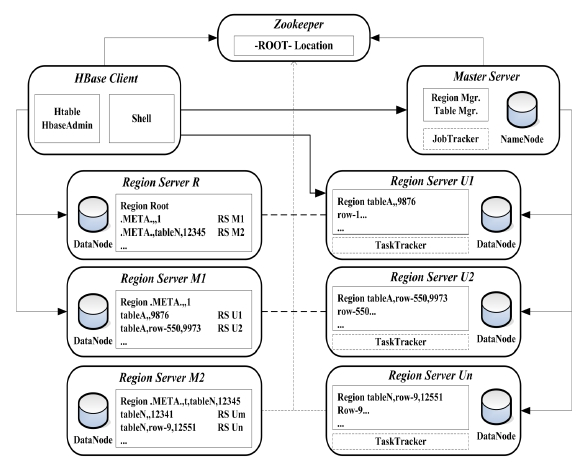 Zookeeper
-ROOT- Location
HBase Client
Htable
HbaseAdmin
Shell
Master Server
Region Mgr.
Table Mgr.
JobTracker
NameNode
Region Server R
Region Root
.META.,,1 RS M1
.META.,tableN,12345 RS M2
...
DataNode
Region Server U1
Region tableA,,9876
row-1...
...
TaskTracker
DataNode
Region Server M1
Region .META.,,1
tableA,,9876 RS U1
tableA,row-550,9973 RS U2
...
DataNode
Region Server U2
Region tableA,row-550,9973
row-550...
...
TaskTracker
DataNode
Region Server M2
Region .META.,t,tableN,12345
tableN,,12341 RS Um
tableN,row-9,12551 RS Un
...
DataNode
Region Server Un
Region tableN,row-9,12551
Row-9...
...
TaskTracker
DataNode